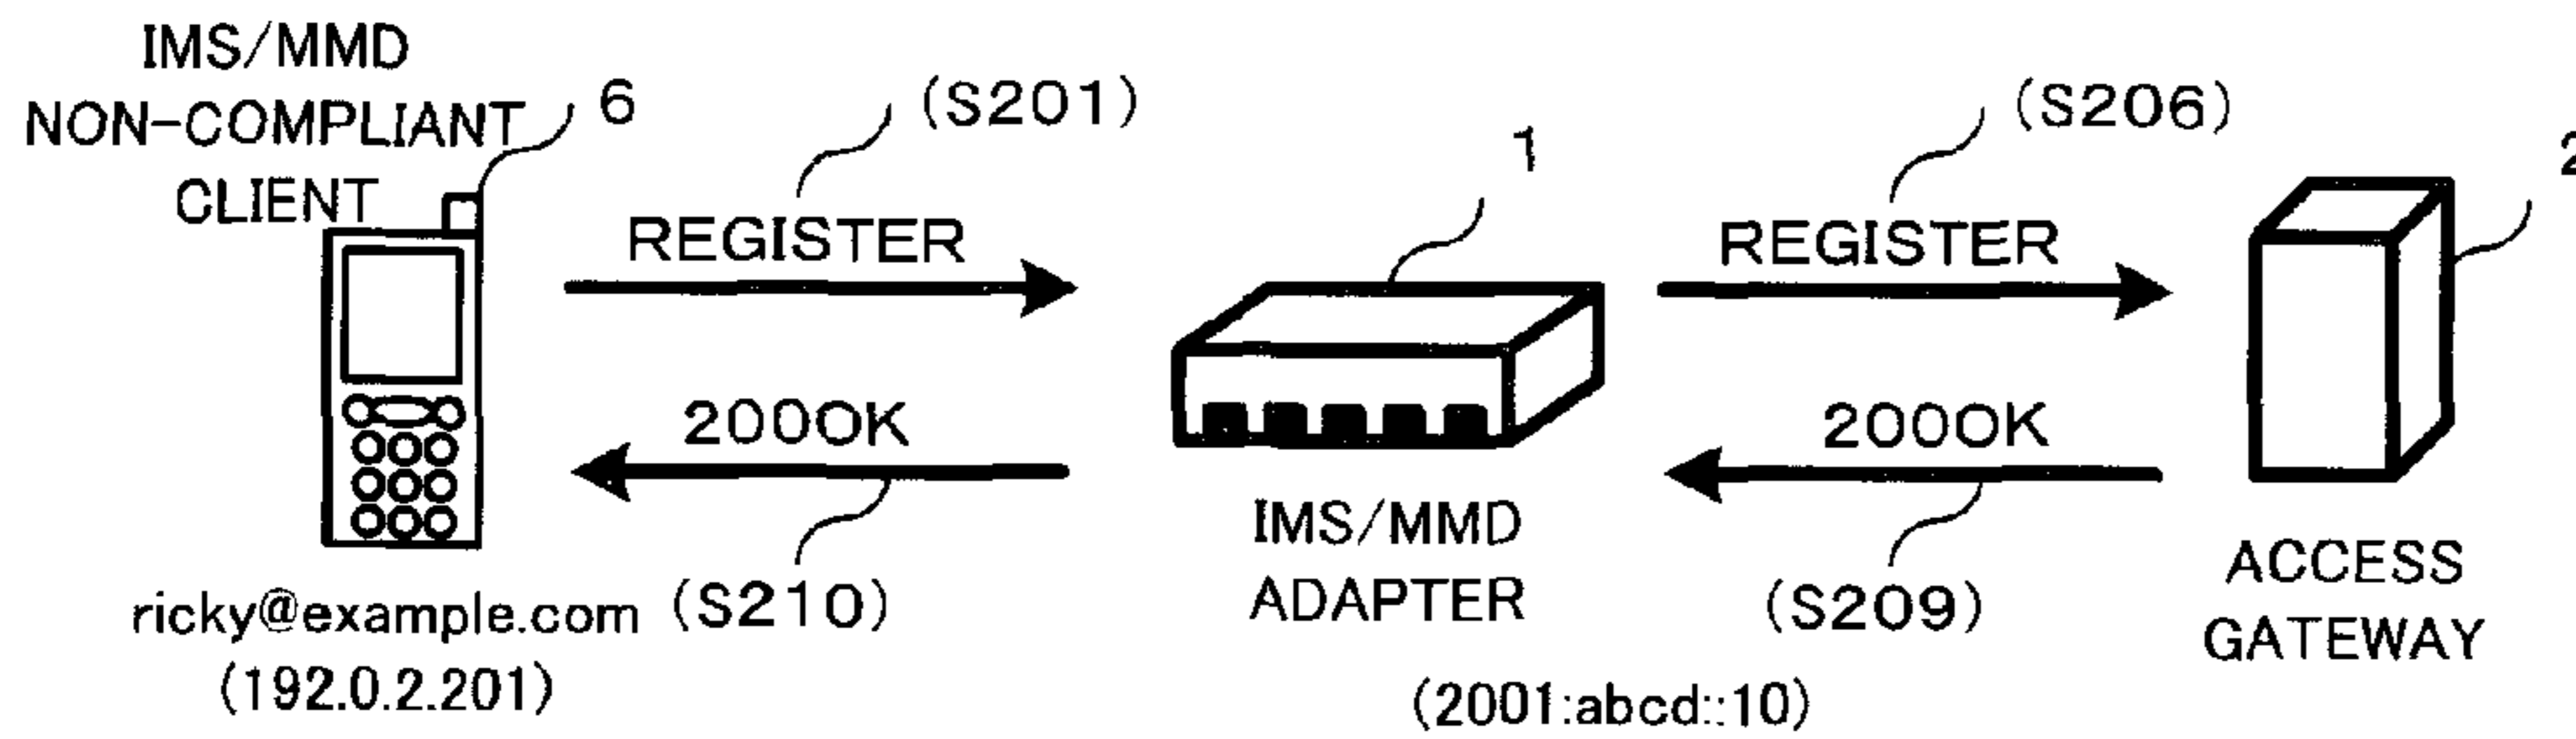 IMS/MMD
NON-COMPLIANT
CLIENT
6
(S201)
REGISTER
1
(S206)
REGISTER
2
200OK
(S210)
200OK
(S209)
IMS/MMD
ADAPTER
(2001:abcd::10)
ACCESS
GATEWAY
ricky@example.com
(192.0.2.201)